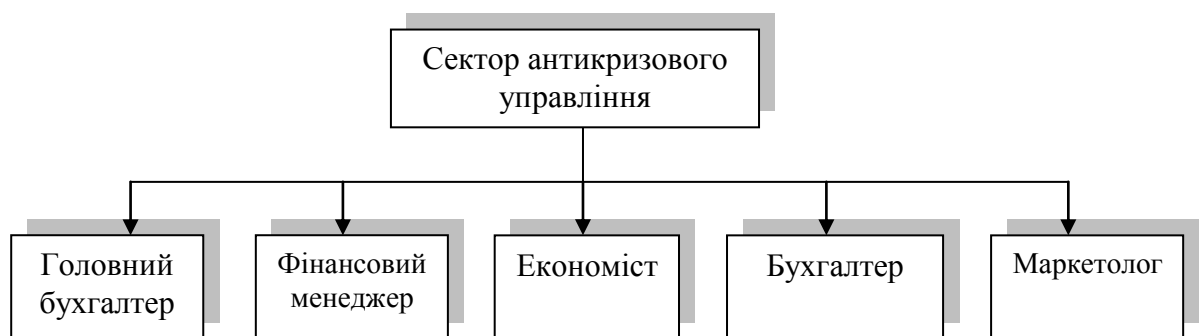 Сектор антикризового
управління
Головний
бухгалтер
Фінансовий
менеджер
Економіст
Бухгалтер
Маркетолог